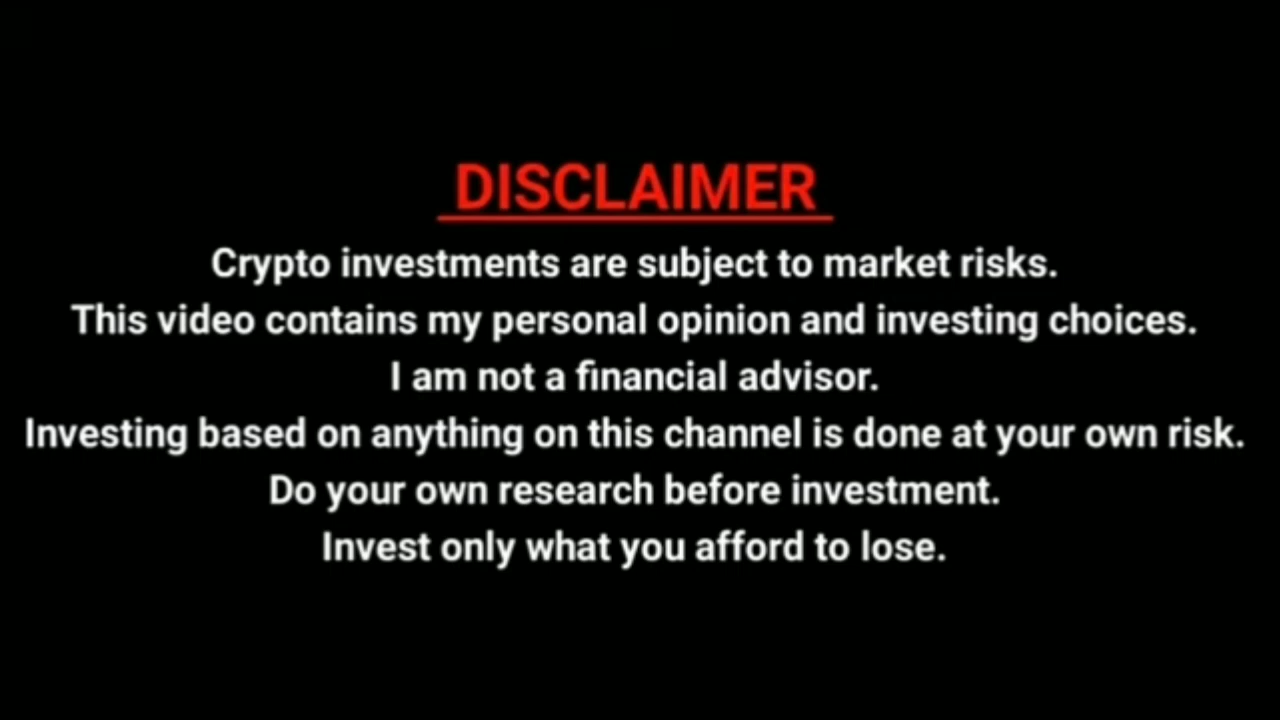 DISCLAIMER
Crypto investments are subject to market risks.
This video contains my personal opinion and investing choices.
I am not a financial advisor.
Investing based on anything on this channel is done at your own risk.
Do your own research before investment.
Invest only what you afford to lose.